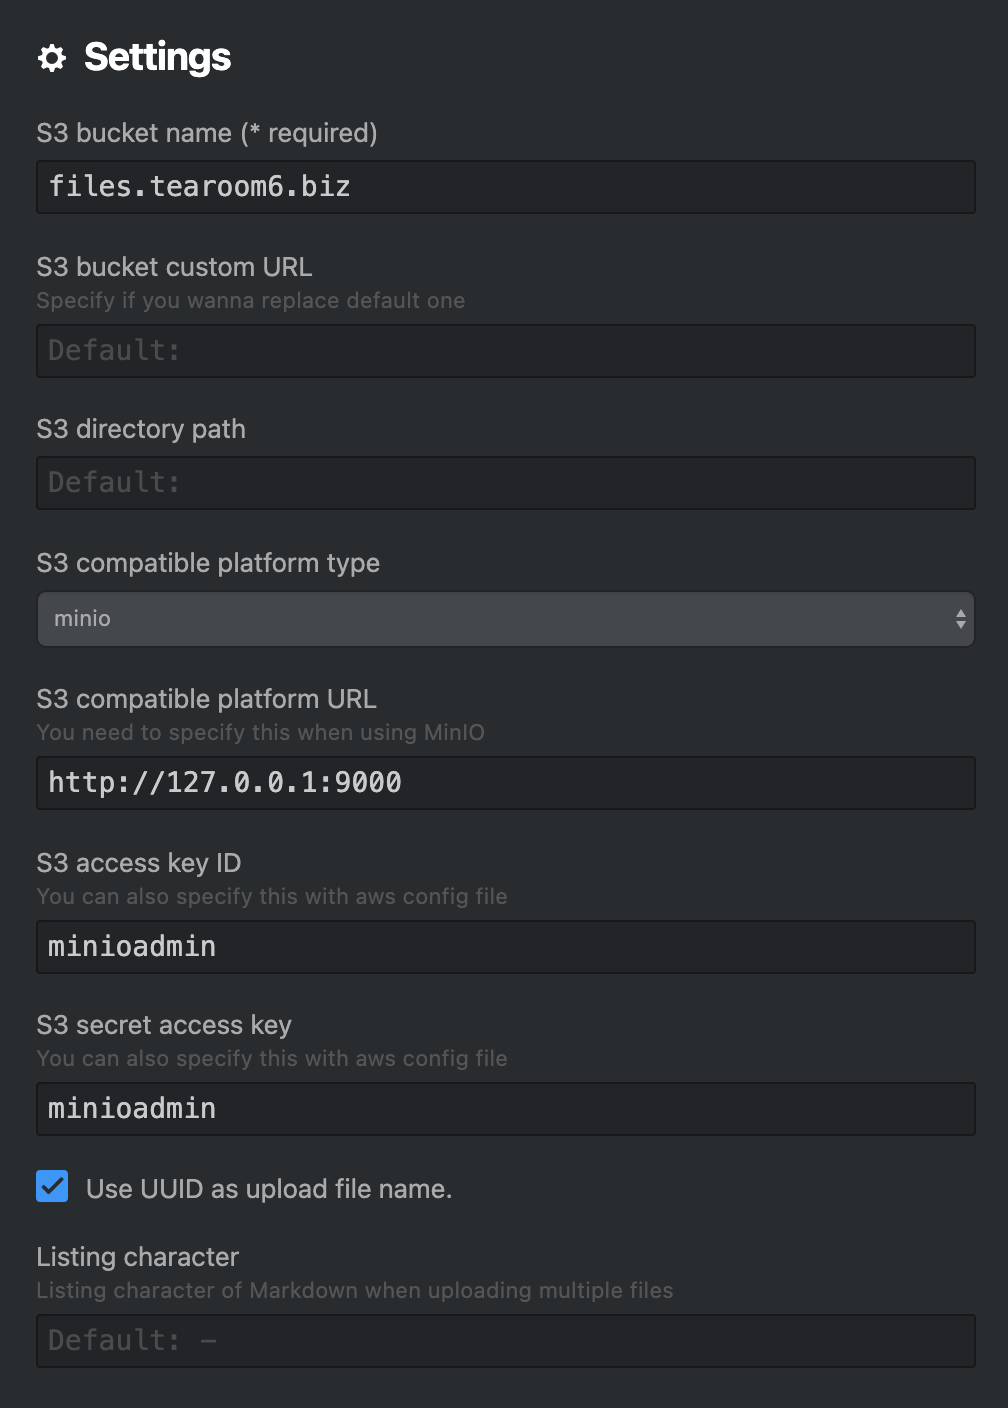 Settings
S3 bucket name (* required)
files.tearoom6.biz
S3 bucket custom URL
Specify if you wanna replace default one
Default:
S3 directory path
Default:
S3 compatible platform type
minio
S3 compatible platform URL
You need to specify this when using MinIO
http://127.0.0.1:9000
S3 access key ID
You can also specify this with aws config file
minioadmin
S3 secret access key
You can also specify this with aws config file
minioadmin
Use UUID as upload file name.
Listing character
Listing character of Markdown when uploading multiple files
Default: -